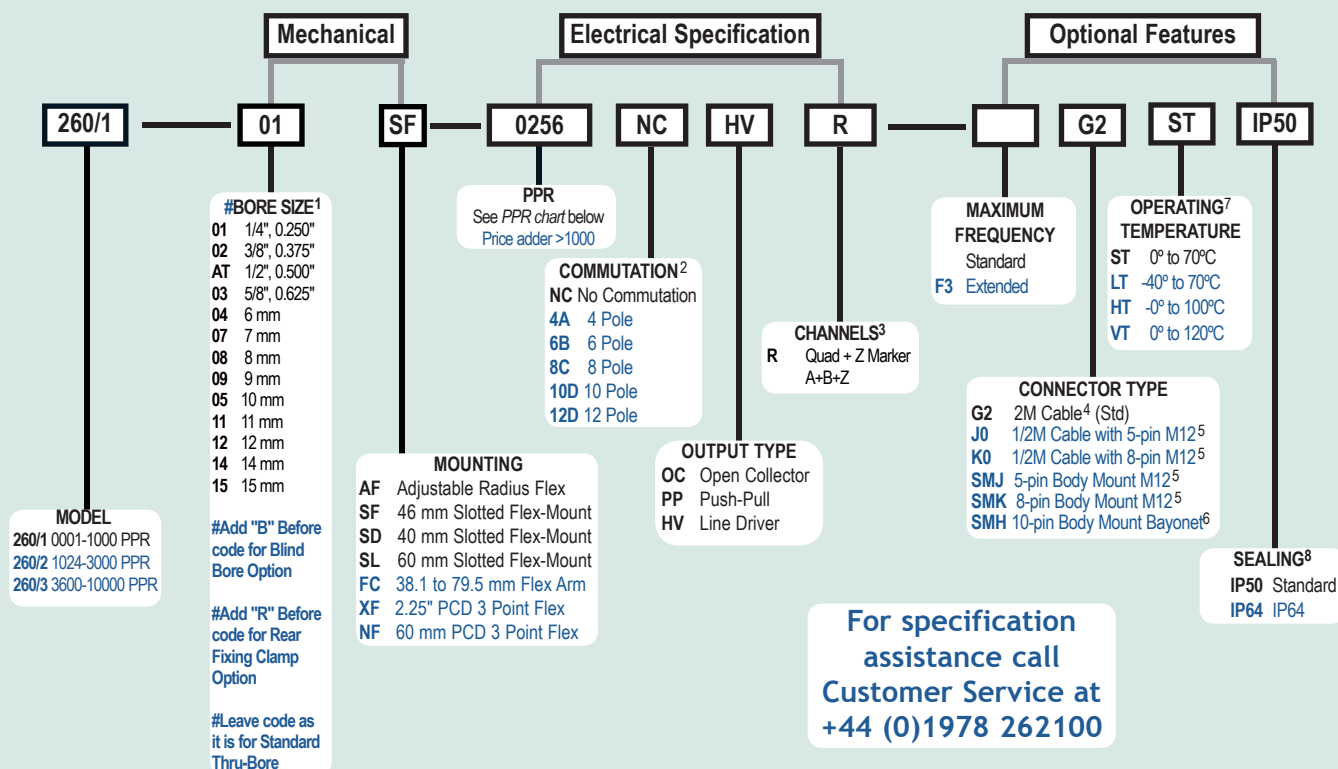 Mechanical
Electrical Specification
Optional Features
260/1
01
SF
0256
NC
HV
R
G2
ST
IP50
MODEL
260/1 0001-1000 PPR
260/2 1024-3000 PPR
260/3 3600-10000 PPR
#BORE SIZE1
01 1/4", 0.250"
02 3/8", 0.375"
AT 1/2", 0.500"
03 5/8", 0.625"
04 6 mm
07 7 mm
08 8 mm
09 9 mm
05 10 mm
11 11 mm
12 12 mm
14 14 mm
15 15 mm
#Add "B" Before
code for Blind
Bore Option
#Add "R" Before
code for Rear
Fixing Clamp
Option
#Leave code as
it is for Standard
Thru-Bore
MOUNTING
AF Adjustable Radius Flex
SF 46 mm Slotted Flex-Mount
SD 40 mm Slotted Flex-Mount
SL 60 mm Slotted Flex-Mount
FC 38.1 to 79.5 mm Flex Arm
XF 2.25" PCD 3 Point Flex
NF 60 mm PCD 3 Point Flex
PPR
See PPR chart below
Price adder >1000
COMMUTATION2
NC No Commutation
4A 4 Pole
6B 6 Pole
8C 8 Pole
10D 10 Pole
12D 12 Pole
OUTPUT TYPE
OC Open Collector
PP Push-Pull
HV Line Driver
CHANNELS3
R Quad + Z Marker
A+B+Z
MAXIMUM
FREQUENCY
Standard
F3 Extended
CONNECTOR TYPE
G2 2M Cable4 (Std)
J0 1/2M Cable with 5-pin M12 5
K0 1/2M Cable with 8-pin M12 5
SMJ 5-pin Body Mount M12 5
SMK 8-pin Body Mount M12 5
SMH 10-pin Body Mount Bayonet6
OPERATING7
TEMPERATURE
ST 0º to 70ºC
LT -40º to 70ºC
HT -0º to 100ºC
VT 0º to 120ºC
SEALING8
IP50 Standard
IP64 IP64
For specification
assistance call
Customer Service at
+44 (0)1978 262100